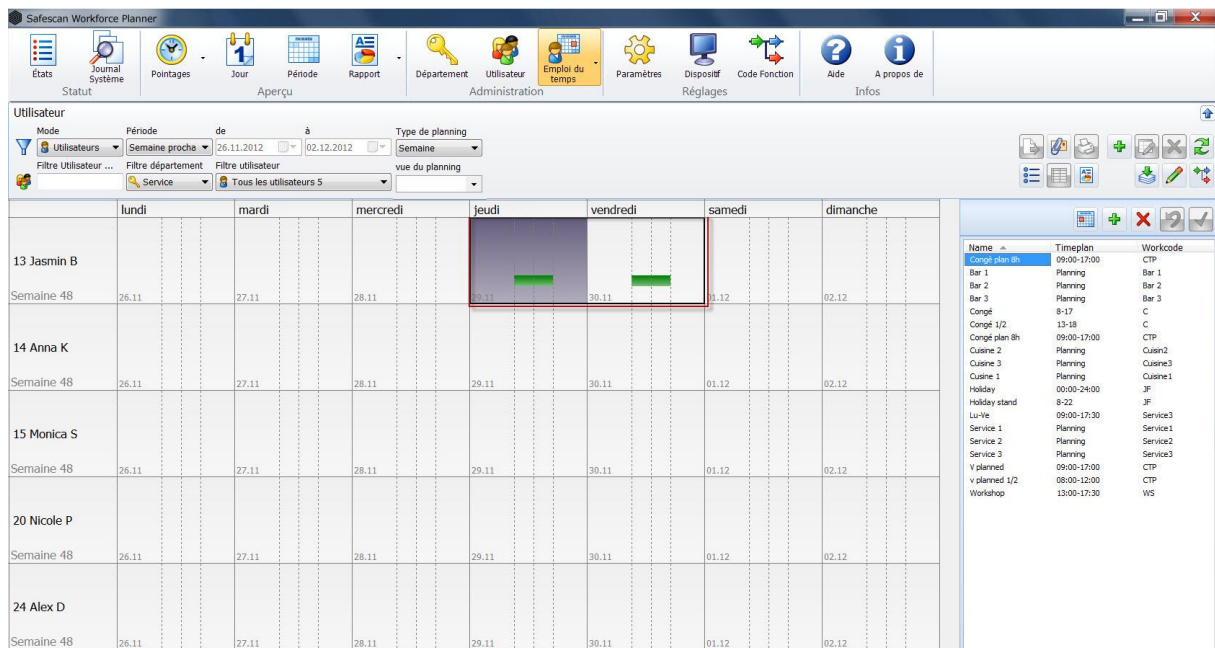 Safescan Workforce Planner
États Journal Système Pointages Jour Période Rapport Département Utilisateur Emploi du temps Paramètres Dispositif Code Fonction Aide A propos de
Statut Aperçu Administration Réglages Infos
Utilisateur
Mode Période de à Type de planning
Utilisateurs Semaine procha 26.11.2012 02.12.2012 Semaine
Filtre Utilisateur ... Filtre département Filtre utilisateur vue du planning
Service Tous les utilisateurs 5
lundi mardi mercredi jeudi vendredi samedi dimanche
13 Jasmin B
Semaine 48 26.11 27.11 28.11 29.11 30.11 01.12 02.12
14 Anna K
Semaine 48 26.11 27.11 28.11 29.11 30.11 01.12 02.12
15 Monica S
Semaine 48 26.11 27.11 28.11 29.11 30.11 01.12 02.12
20 Nicole P
Semaine 48 26.11 27.11 28.11 29.11 30.11 01.12 02.12
24 Alex D
Semaine 48 26.11 27.11 28.11 29.11 30.11 01.12 02.12
Name Timeplan Workcode
Congé plan 8h 09:00-17:00 CTP
Bar 1 Planning Bar 1
Bar 2 Planning Bar 2
Bar 3 Planning Bar 3
Congé 8-17 C
Congé 1/2 13-18 C
Congé plan 8h 09:00-17:00 CTP
Cuisine 2 Planning Cuisin2
Cuisine 3 Planning Cuisine3
Cusine 1 Planning Cuisine1
Holiday 00:00-24:00 JF
Holiday stand 8-22 JF
Lu-Ve 09:00-17:30 Service3
Service 1 Planning Service1
Service 2 Planning Service2
Service 3 Planning Service3
V planned 09:00-17:00 CTP
v planned 1/2 08:00-12:00 CTP
Workshop 13:00-17:30 WS